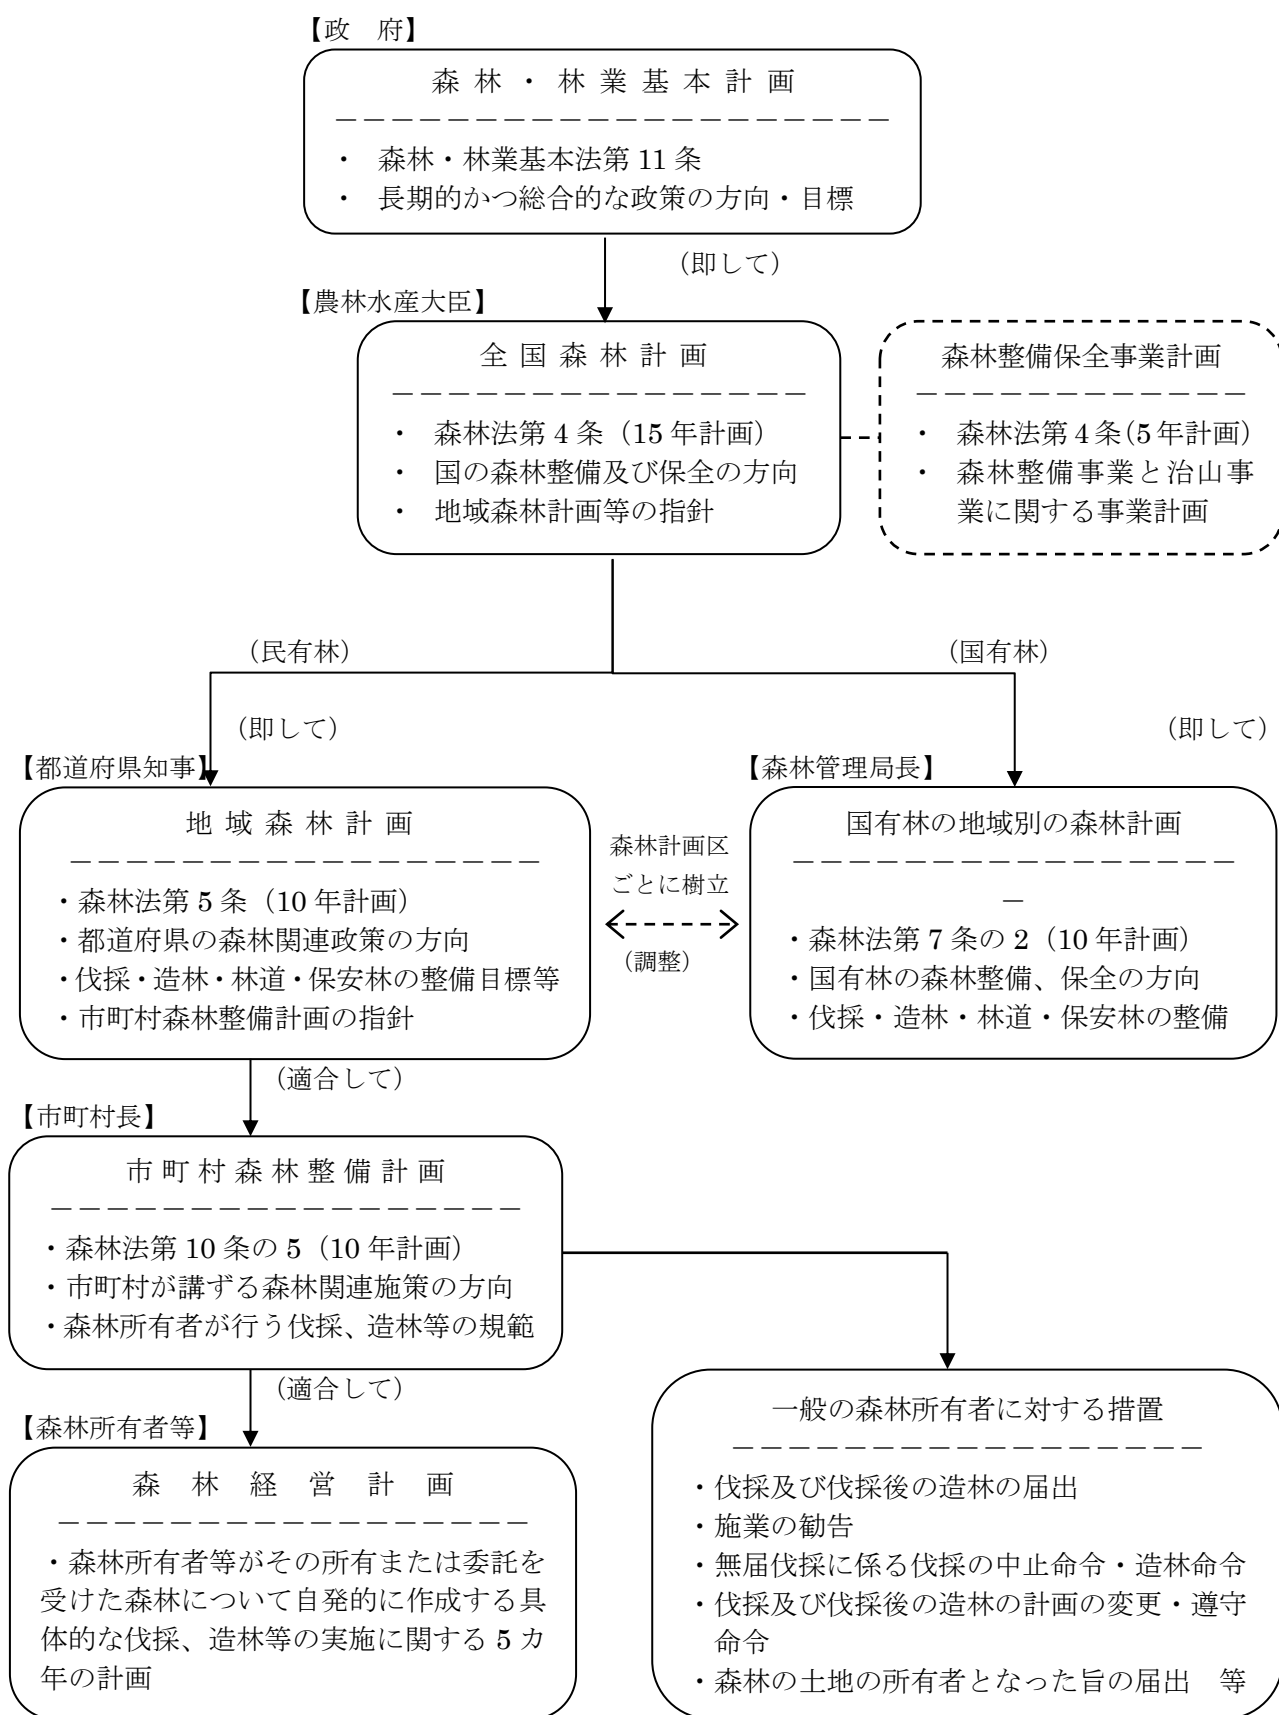 【政　府】
森林・林業基本計画
－－－－－－－－－－－－－－－－－－－－
・　森林・林業基本法第 11 条
・　長期的かつ総合的な政策の方向・目標
（即して）
【農林水産大臣】
全国森林計画
－－－－－－－－－－－－－－－
・　森林法第 4 条（15 年計画）
・　国の森林整備及び保全の方向
・　地域森林計画等の指針
森林整備保全事業計画
－－－－－－－－－－－－
・　森林法第 4 条（5 年計画）
・　森林整備事業と治山事
業に関する事業計画
（民有林）
（国有林）
（即して）
（即して）
【都道府県知事】
地域森林計画
－－－－－－－－－－－－－－－－－
・森林法第 5 条（10 年計画）
・都道府県の森林関連政策の方向
・伐採・造林・林道・保安林の整備目標等
・市町村森林整備計画の指針
森林計画区
ごとに樹立
（調整）
【森林管理局長】
国有林の地域別の森林計画
－－－－－－－－－－－－－－－－
－
・森林法第 7 条の 2（10 年計画）
・国有林の森林整備、保全の方向
・伐採・造林・林道・保安林の整備
（適合して）
【市町村長】
市町村森林整備計画
－－－－－－－－－－－－－－－－－
・森林法第 10 条の 5（10 年計画）
・市町村が講ずる森林関連施策の方向
・森林所有者が行う伐採、造林等の規範
（適合して）
【森林所有者等】
森　林　経　営　計　画
－－－－－－－－－－－－－－－－－
・森林所有者等がその所有または委託を
受けた森林について自発的に作成する具
体的な伐採、造林等の実施に関する 5 カ
年の計画
一般の森林所有者に対する措置
－－－－－－－－－－－－－－－－－
・伐採及び伐採後の造林の届出
・施業の勧告
・無届伐採に係る伐採の中止命令・造林命令
・伐採及び伐採後の造林の計画の変更・遵守
命令
・森林の土地の所有者となった旨の届出　等